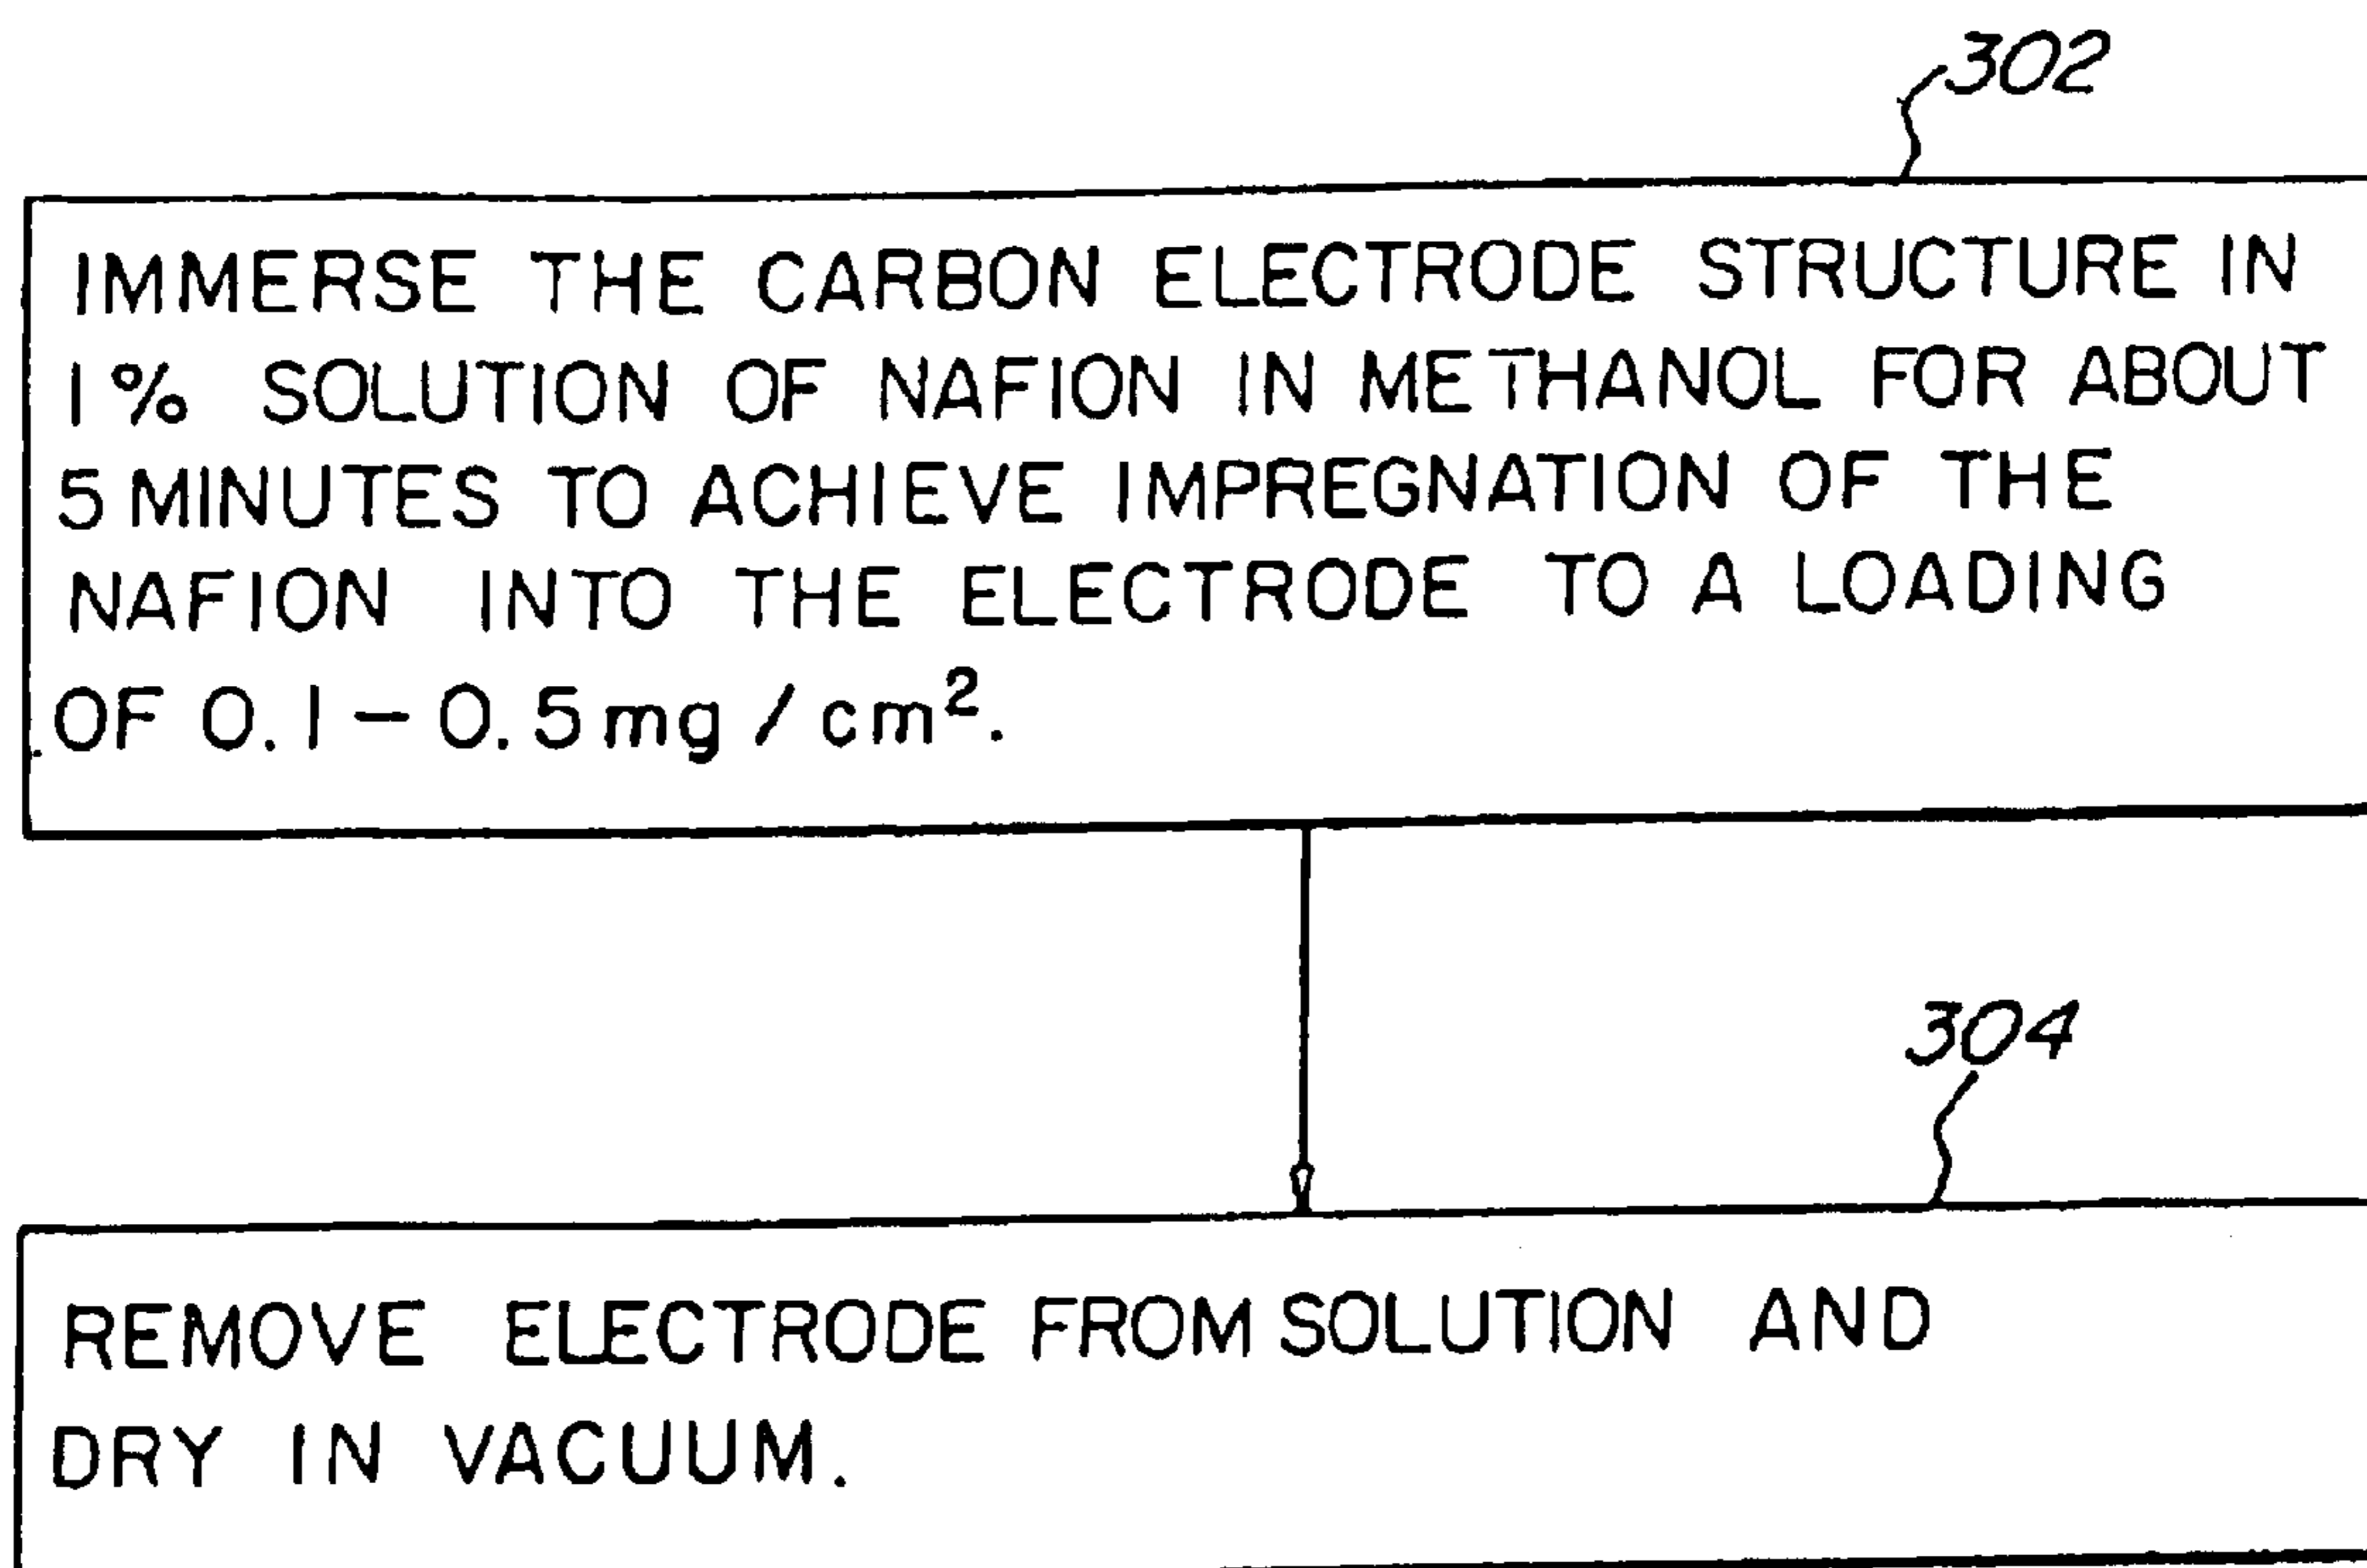 302
IMMERSE THE CARBON ELECTRODE STRUCTURE IN
1% SOLUTION OF NAFION IN METHANOL FOR ABOUT
5 MINUTES TO ACHIEVE IMPREGNATION OF THE
NAFION INTO THE ELECTRODE TO A LOADING
OF 0.1-0.5mg/cm².
304
REMOVE ELECTRODE FROM SOLUTION AND
DRY IN VACUUM.